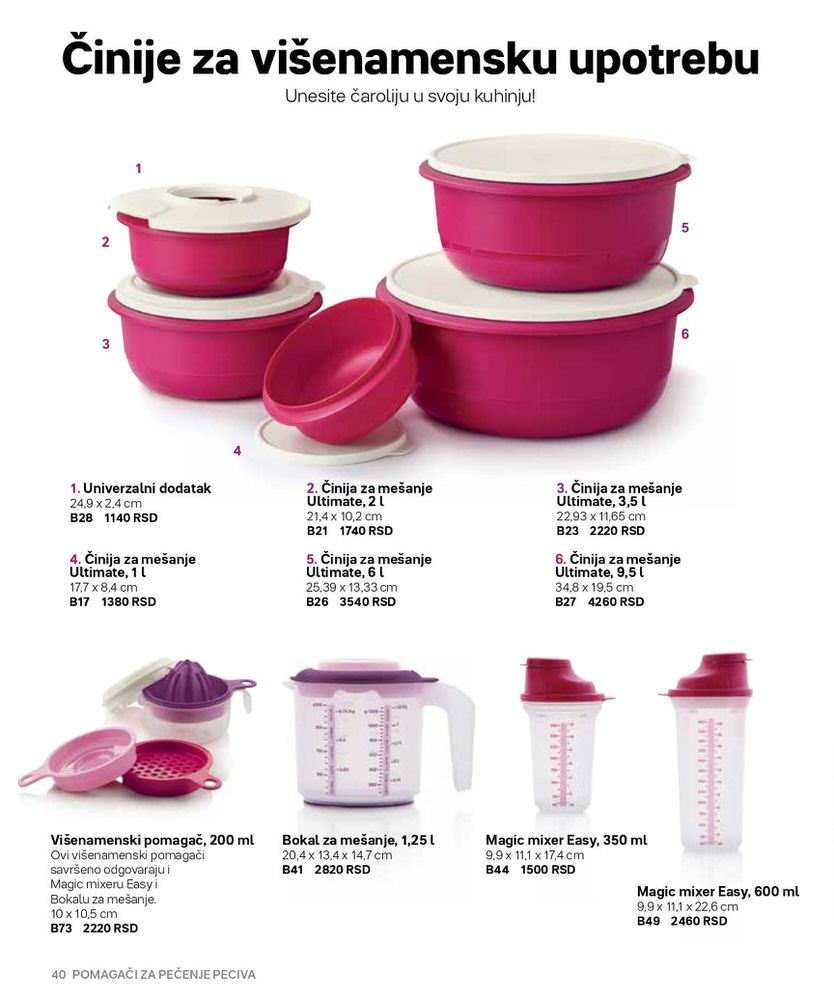 Činije za višenamensku upotrebu
Unesite čaroliju u svoju kuhinju!
1
2
3
4
5
6
1. Univerzalni dodatak
24,9 x 2,4 cm
B28 1140 RSD
2. Činija za mešanje
Ultimate, 2 l
21,4 x 10,2 cm
B21 1740 RSD
3. Činija za mešanje
Ultimate, 3,5 l
22,93 x 11,65 cm
B23 2220 RSD
4. Činija za mešanje
Ultimate, 1 l
17,7 x 8,4 cm
B17 1380 RSD
5. Činija za mešanje
Ultimate, 6 l
25,39 x 13,33 cm
B26 3540 RSD
6. Činija za mešanje
Ultimate, 9,5 l
34,8 x 19,5 cm
B27 4260 RSD
Višenamenski pomagač, 200 ml
Ovi višenamenski pomagači
savršeno odgovaraju i
Magic mixeru Easy i
Bokalu za mešanje.
10 x 10,5 cm
B73 2220 RSD
Bokal za mešanje, 1,25 l
20,4 x 13,4 x 14,7 cm
B41 2820 RSD
Magic mixer Easy, 350 ml
9,9 x 11,1 x 17,4 cm
B44 1500 RSD
Magic mixer Easy, 600 ml
9,9 x 11,1 x 22,6 cm
B49 2460 RSD
40 POMAGAČI ZA PEČENJE PECIVA